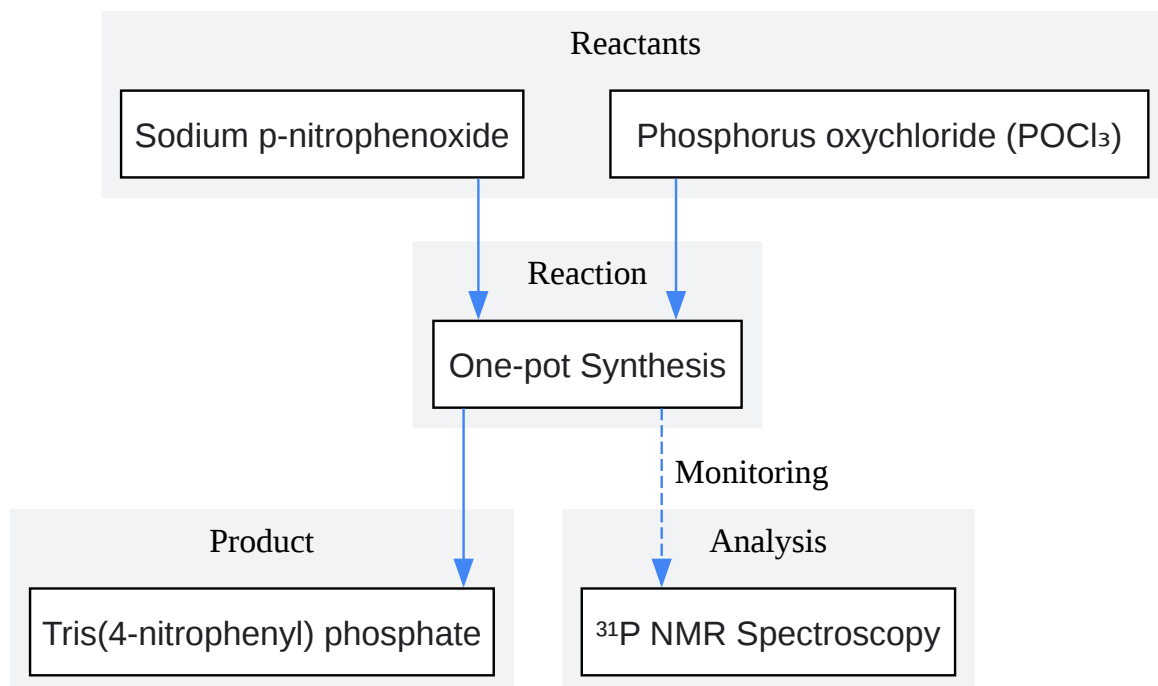 Reactants
Sodium p-nitrophenoxide
Phosphorus oxychloride (POCl₃)
Reaction
One-pot Synthesis
Monitoring
Product
Analysis
Tris(4-nitrophenyl) phosphate
³¹P NMR Spectroscopy